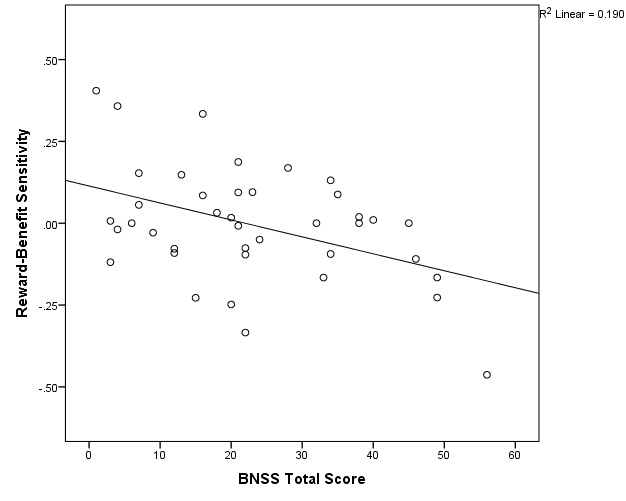 R² Linear = 0.190
Reward-Benefit Sensitivity
.50
.25
.00
-.25
-.50
0 10 20 30 40 50 60
BNSS Total Score